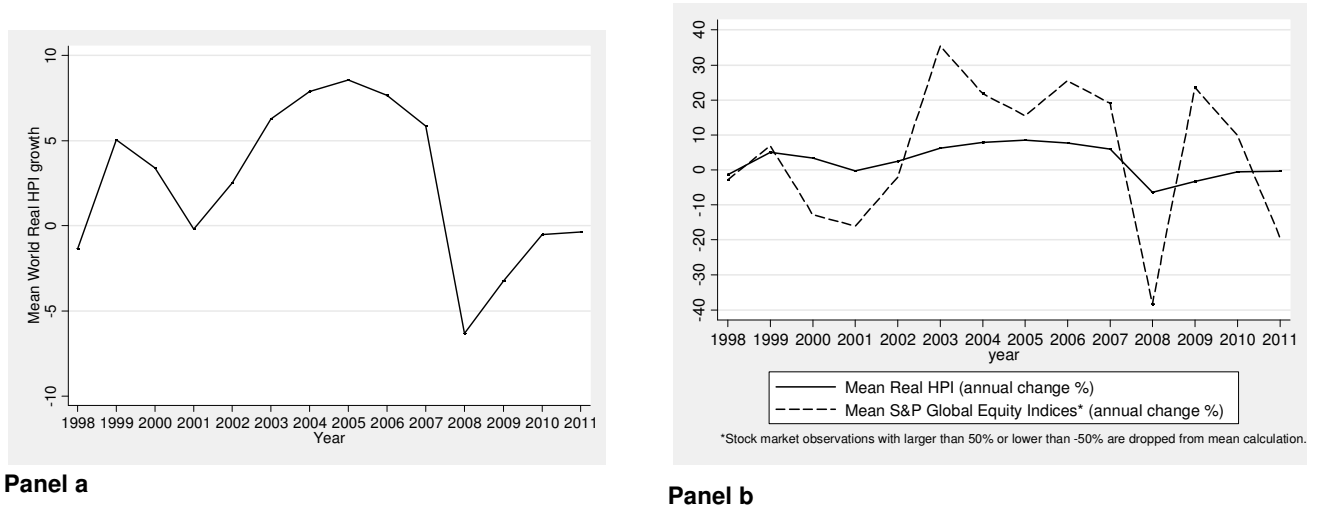 Mean World Real HPI growth
10
5
0
-5
-10
1998 1999 2000 2001 2002 2003 2004 2005 2006 2007 2008 2009 2010 2011
Year
Panel a
40
30
20
10
0
-10
-20
-30
-40
1998 1999 2000 2001 2002 2003 2004 2005 2006 2007 2008 2009 2010 2011
year
Mean Real HPI (annual change %)
Mean S&P Global Equity Indices* (annual change %)
*Stock market observations with larger than 50% or lower than -50% are dropped from mean calculation.
Panel b